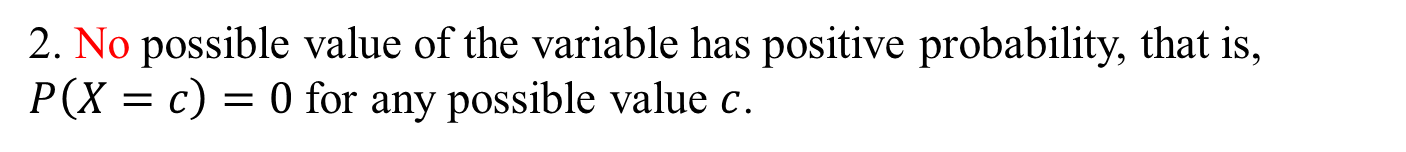 2. No possible value of the variable has positive probability, that is,
𝑃(𝑋 = 𝑐) = 0 for any possible value 𝑐.